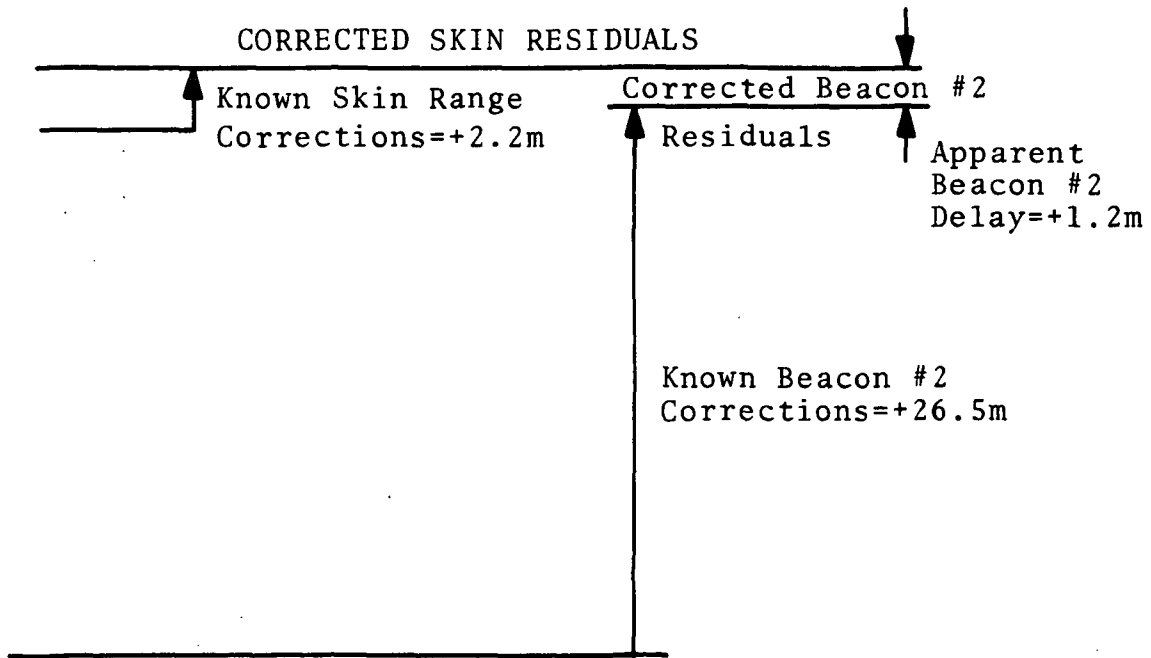 CORRECTED SKIN RESIDUALS
Known Skin Range
Corrections=+2.2m
Corrected Beacon #2
Residuals
Apparent
Beacon #2
Delay=+1.2m
Known Beacon #2
Corrections=+26.5m